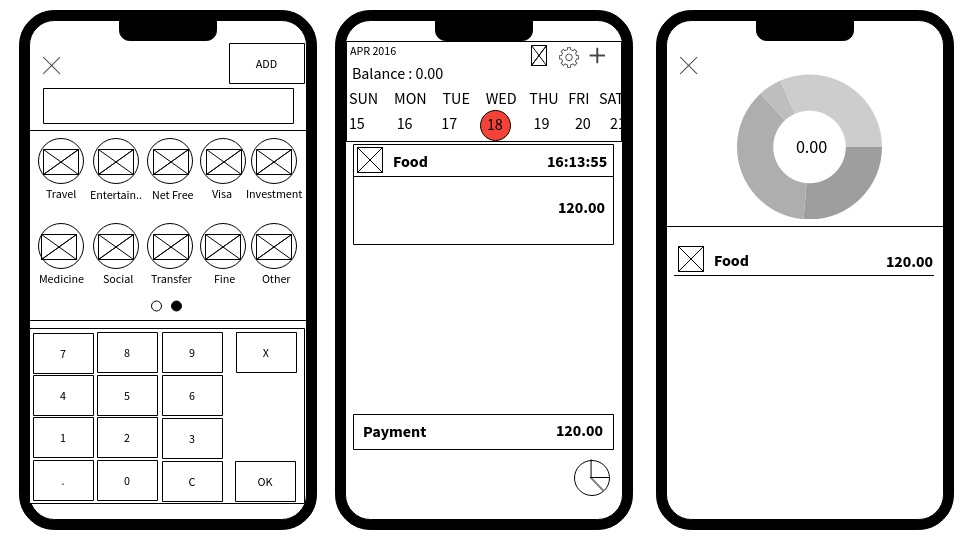 ADD
Travel Entertain.. Net Free Visa Investment
Medicine Social Transfer Fine Other
7 8 9 X
4 5 6
1 2 3
. 0 C OK
APR 2016
Balance : 0.00
SUN MON TUE WED THU FRI SAT
15 16 17 18 19 20 21
Food 16:13:55
120.00
Payment 120.00
0.00
Food 120.00